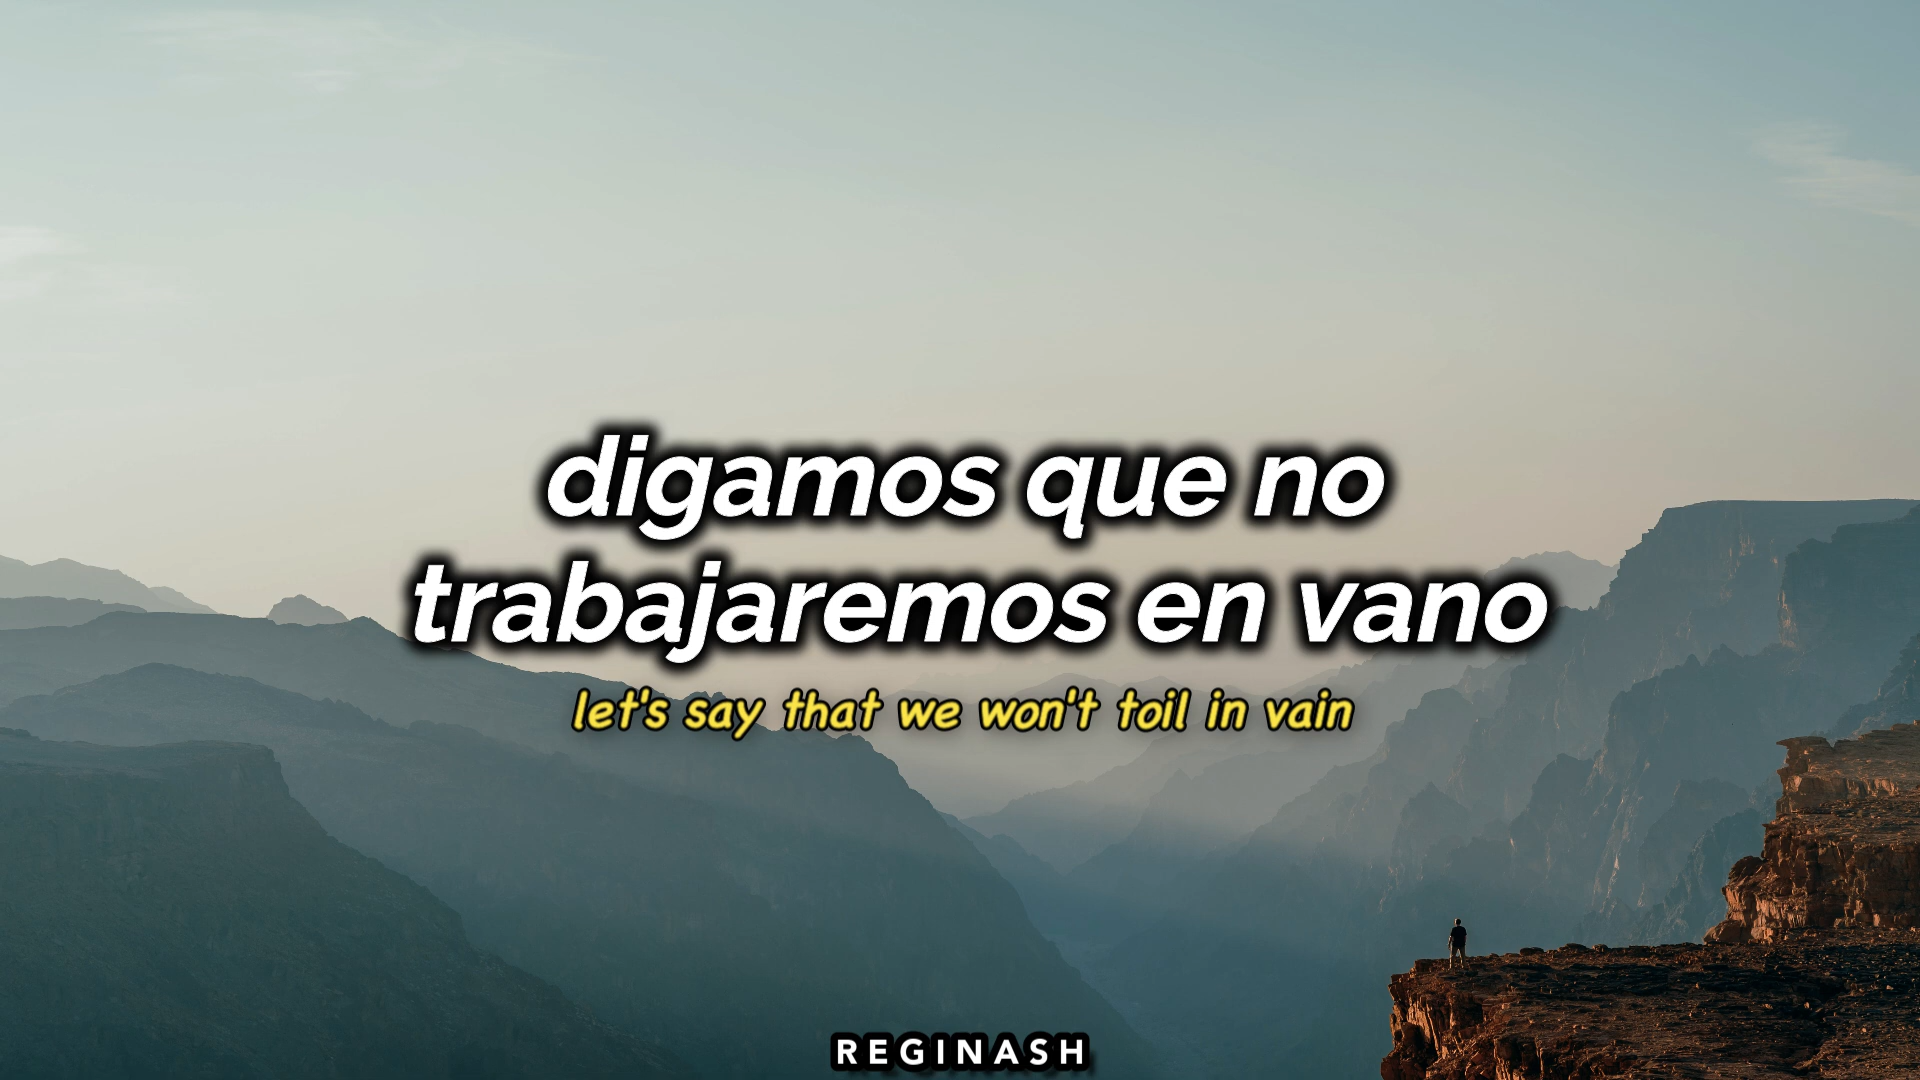 digamos que no
trabajaremos en vano
let's say that we won't toil in vain
REGINASH